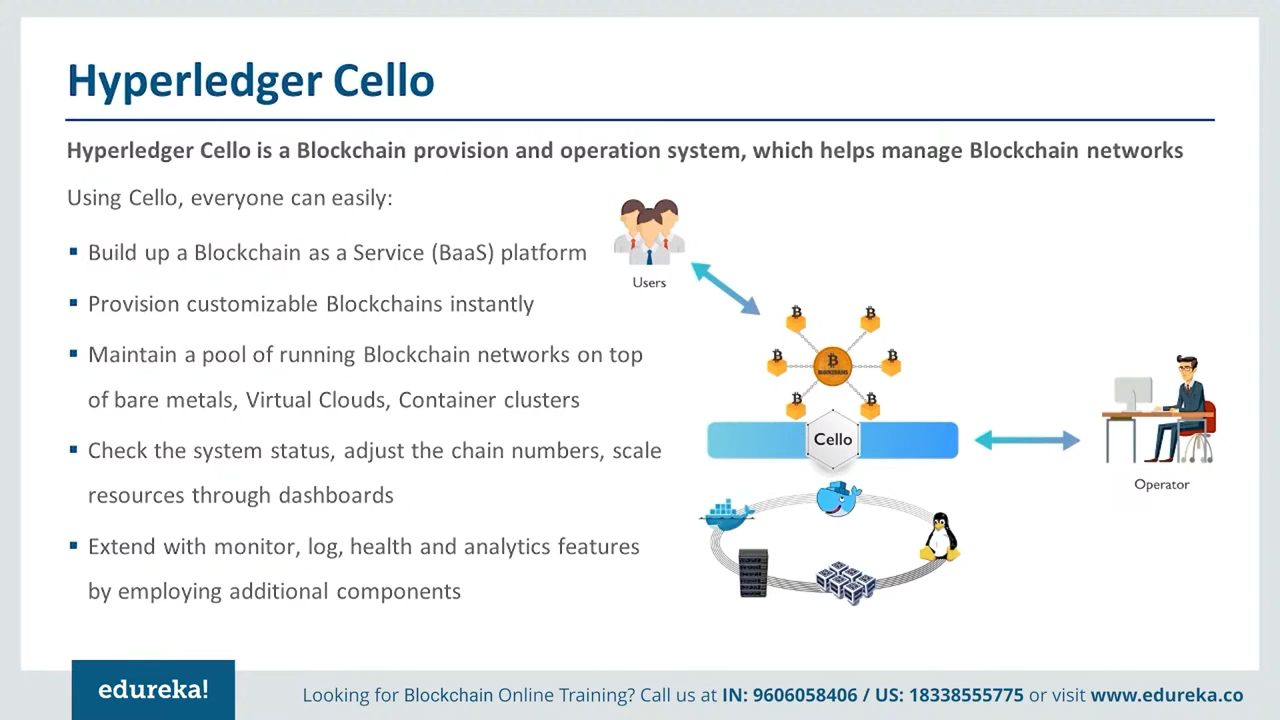 Hyperledger Cello
Hyperledger Cello is a Blockchain provision and operation system, which helps manage Blockchain networks
Using Cello, everyone can easily:
▪ Build up a Blockchain as a Service (BaaS) platform
▪ Provision customizable Blockchains instantly
▪ Maintain a pool of running Blockchain networks on top
of bare metals, Virtual Clouds, Container clusters
▪ Check the system status, adjust the chain numbers, scale
resources through dashboards
▪ Extend with monitor, log, health and analytics features
by employing additional components
Users
BLOCKCHAINS
Cello
Operator
edureka!
Looking for Blockchain Online Training? Call us at IN: 9606058406 / US: 18338555775 or visit www.edureka.co